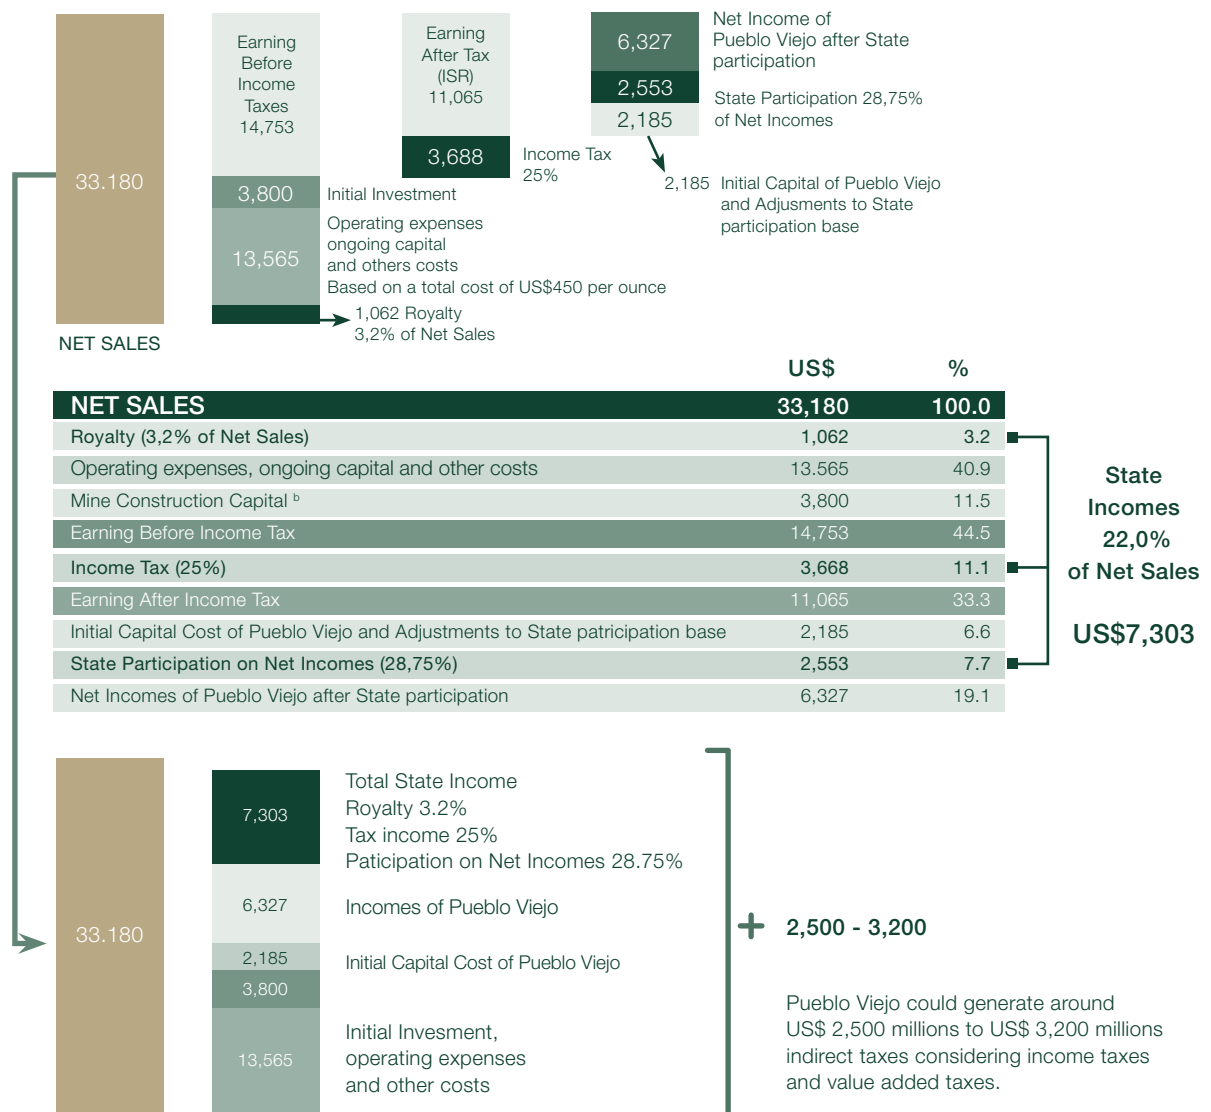 33.180
NET SALES
Earning
Before
Income
Taxes
14,753
3,800
Initial Investment
13,565
Operating expenses
ongoing capital
and others costs
Based on a total cost of US$450 per ounce
1,062 Royalty
3,2% of Net Sales
Earning
After Tax
(ISR)
11,065
3,688
Income Tax
25%
6,327
Net Income of
Pueblo Viejo after State
participation
2,553
State Participation 28,75%
of Net Incomes
2,185
2,185 Initial Capital of Pueblo Viejo
and Adjusments to State
participation base
US$ %
NET SALES 33,180 100.0
Royalty (3,2% of Net Sales) 1,062 3.2
Operating expenses, ongoing capital and other costs 13.565 40.9
Mine Construction Capital b 3,800 11.5
Earning Before Income Tax 14,753 44.5
Income Tax (25%) 3,668 11.1
Earning After Income Tax 11,065 33.3
Initial Capital Cost of Pueblo Viejo and Adjustments to State patricipation base 2,185 6.6
State Participation on Net Incomes (28,75%) 2,553 7.7
Net Incomes of Pueblo Viejo after State participation 6,327 19.1
State
Incomes
22,0%
of Net Sales
US$7,303
33.180
7,303
Total State Income
Royalty 3.2%
Tax income 25%
Paticipation on Net Incomes 28.75%
6,327
Incomes of Pueblo Viejo
2,185
Initial Capital Cost of Pueblo Viejo
3,800
13,565
Initial Invesment,
operating expenses
and other costs
+ 2,500 - 3,200
Pueblo Viejo could generate around
US$ 2,500 millions to US$ 3,200 millions
indirect taxes considering income taxes
and value added taxes.